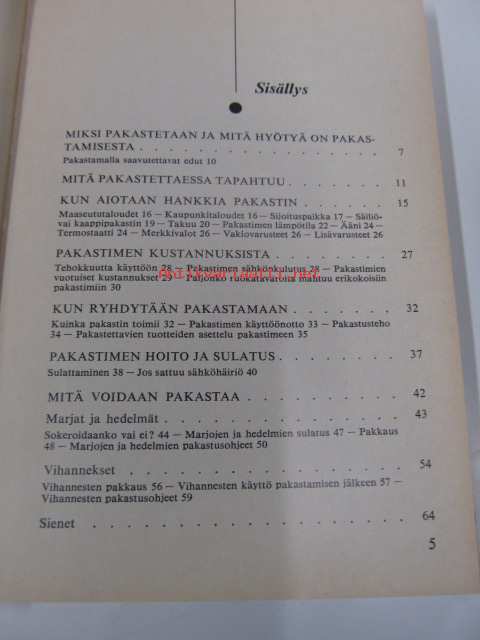 Sisällys
MIKSI PAKASTETAAN JA MITÄ HYÖTYÄ ON PAKAS-
TAMISESTA . . . . . . . . . . . . . . . . 7
Pakastamalla saavutettavat edut 10
MITÄ PAKASTETTAESSA TAPAHTUU . . . . . . . 11
KUN AIOTAAN HANKKIA PAKASTIN . . . . . . 15
Maaseututaloudet 16 — Kaupunkitaloudet 16 — Sijoituspaikka 17 — Säiliö-
vai kaappipakastin 19 — Takuu 20 — Pakastimen lämpötila 22 — Ääni 24 —
Termostaatti 24 — Merkkivalot 26 — Vakiovarusteet 26 — Lisävarusteet 26
PAKASTIMEN KUSTANNUKSISTA . . . . . . . . 27
Tehokkuutta käyttöön 28 — Pakastimen sähkönkulutus 28 — Pakastimien
vuotuiset kustannukset 29 — Paljonko ruokatavarasta mahtuu erikokoisiin
pakastimiin 30
KUN RYHDYTÄÄN PAKASTAMAAN . . . . . . . 32
Kuinka pakastin toimii 32 — Pakastimen käyttöönotto 33 — Pakastusteho
34 — Pakastettavien tuotteiden asettelu pakastimeen 35
PAKASTIMEN HOITO JA SULATUS . . . . . . . 37
Sulattaminen 38 — Jos sattuu sähköhäiriö 40
MITÄ VOIDAAN PAKASTAA . . . . . . . . . . 42
Marjat ja hedelmät . . . . . . . . . . . . . . 43
Sokeroidaanko vai ei? 44 — Marjojen ja hedelmien sulatus 47 — Pakkaus
48 — Marjojen ja hedelmien pakastusohjeet 50
Vihannekset . . . . . . . . . . . . . . . . . 54
Vihannesten pakkaus 56 — Vihannesten käyttö pakastamisen jälkeen 57 —
Vihannesten pakastusohjeet 59
Sienet . . . . . . . . . . . . . . . . . . . 64
5